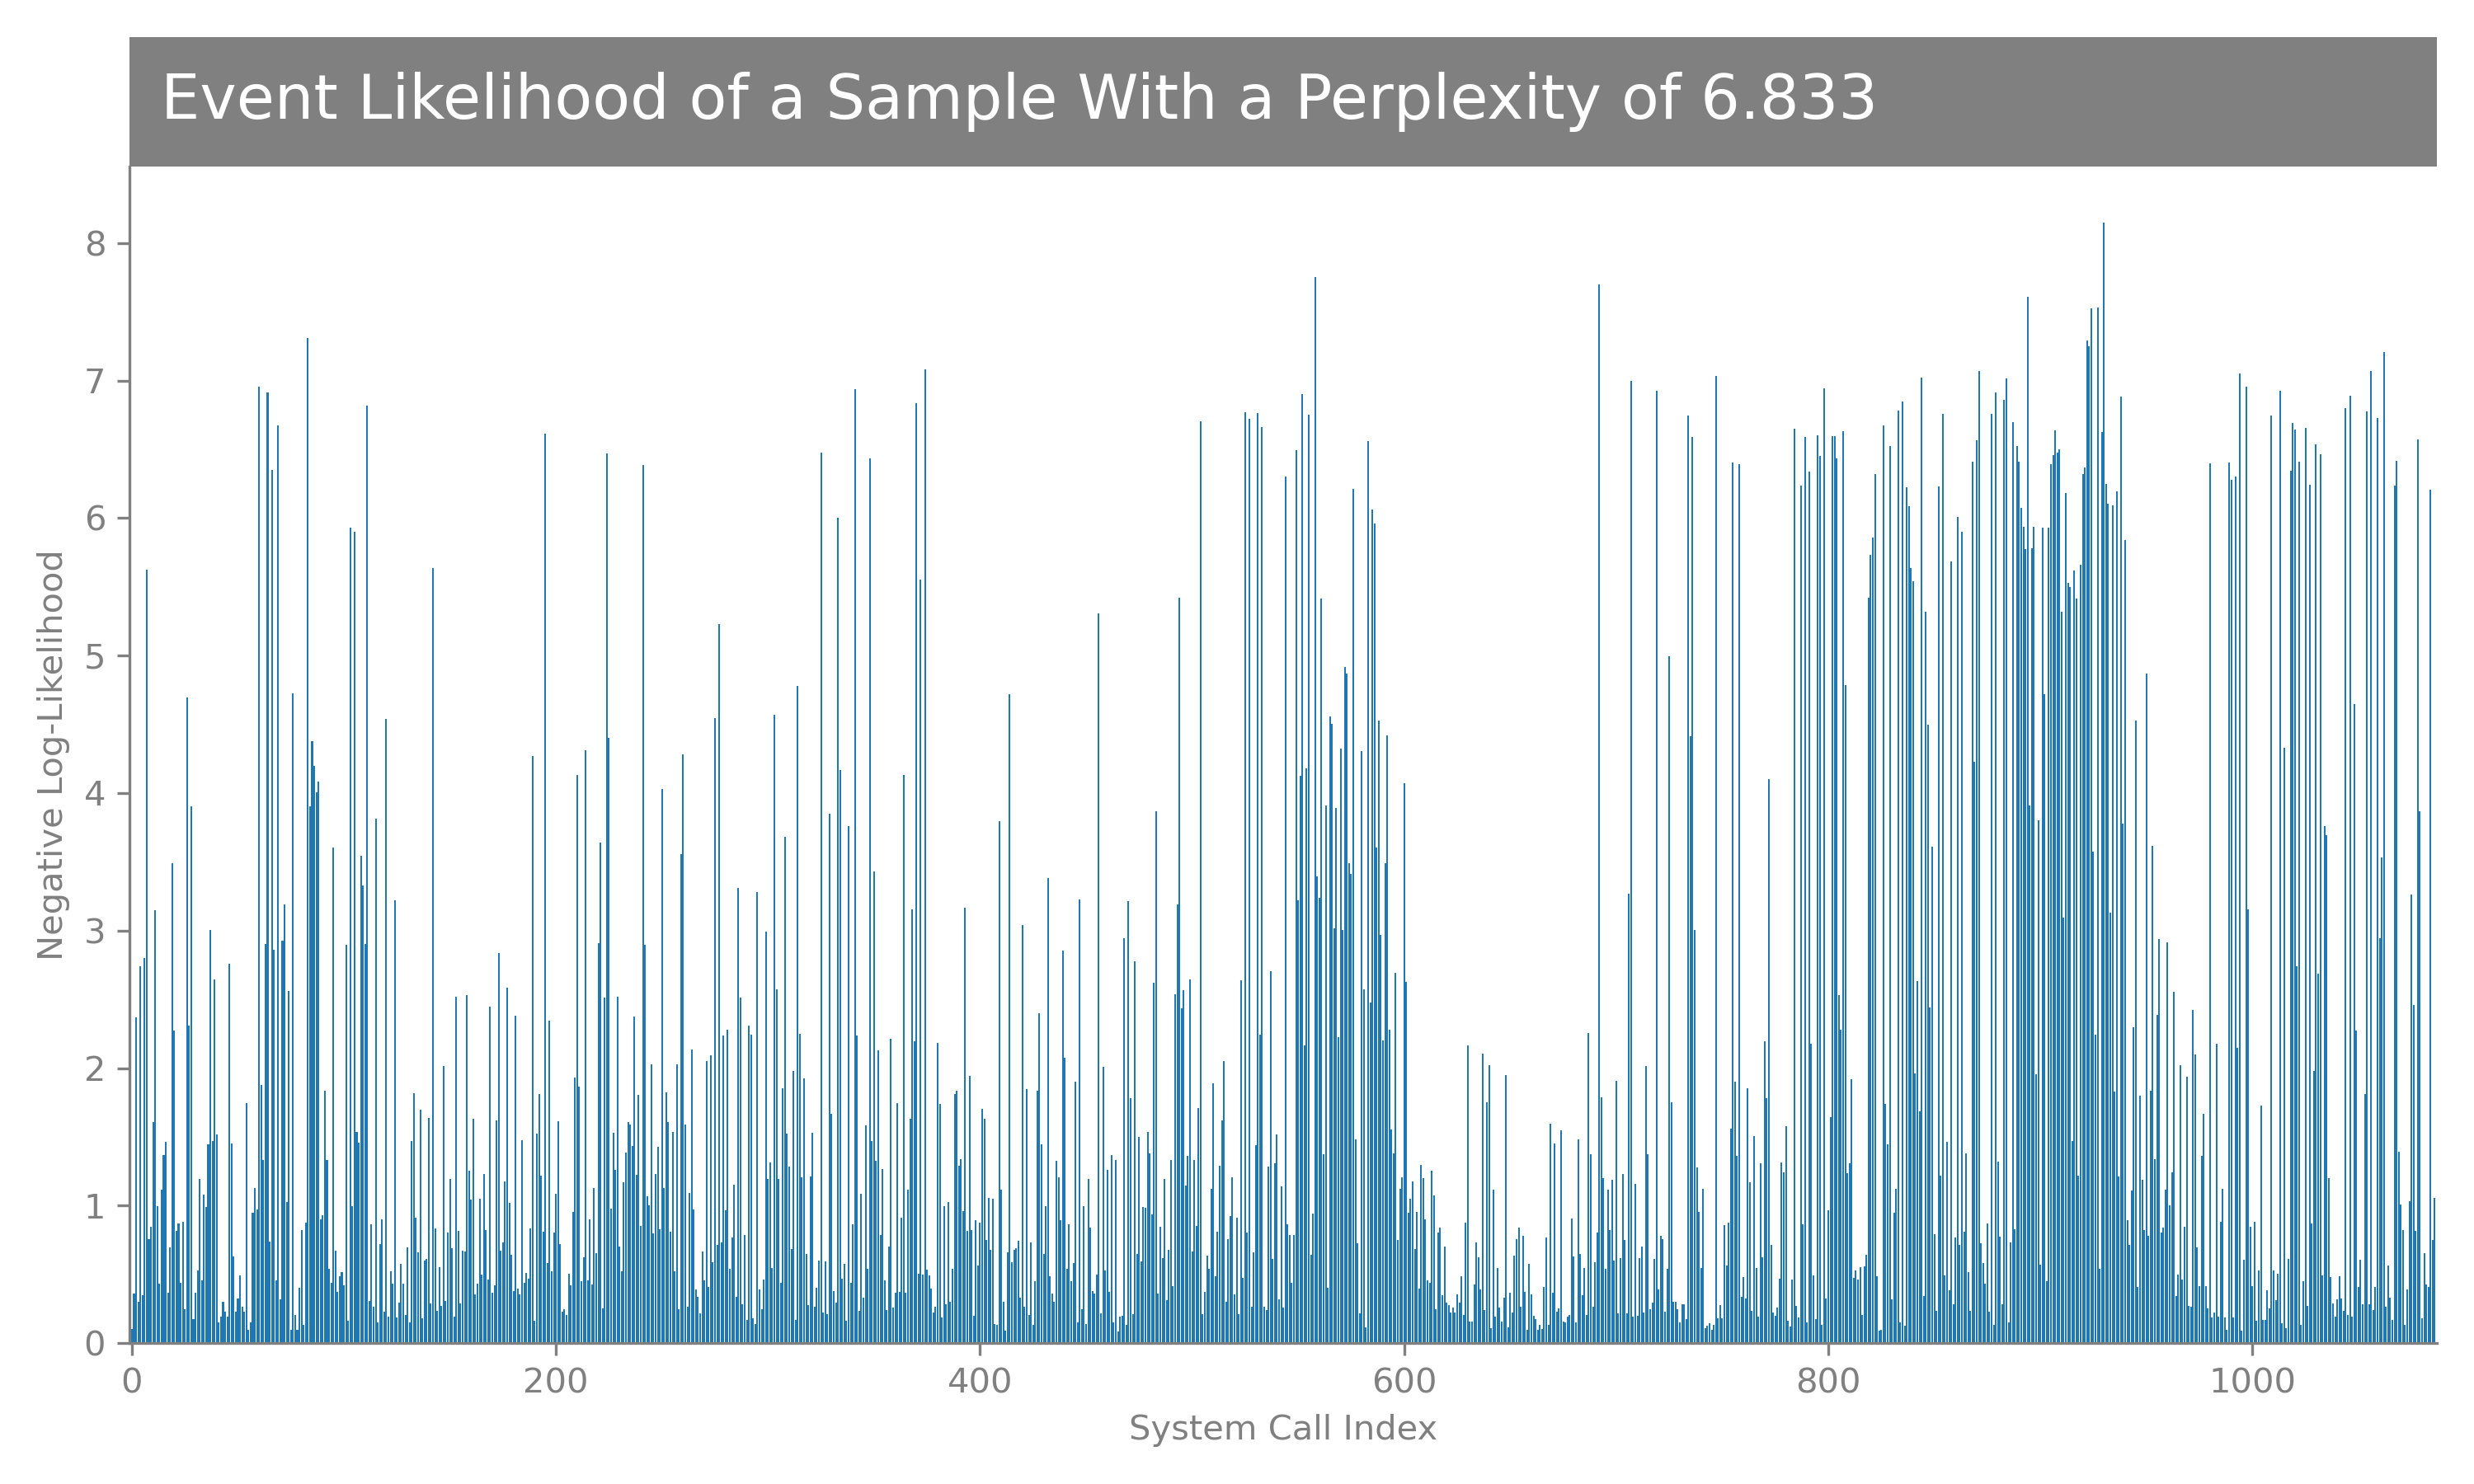 Event Likelihood of a Sample With a Perplexity of 6.833
8
7
6
5
4
3
2
1
0
Negative Log-Likelihood
0 200 400 600 800 1000
System Call Index